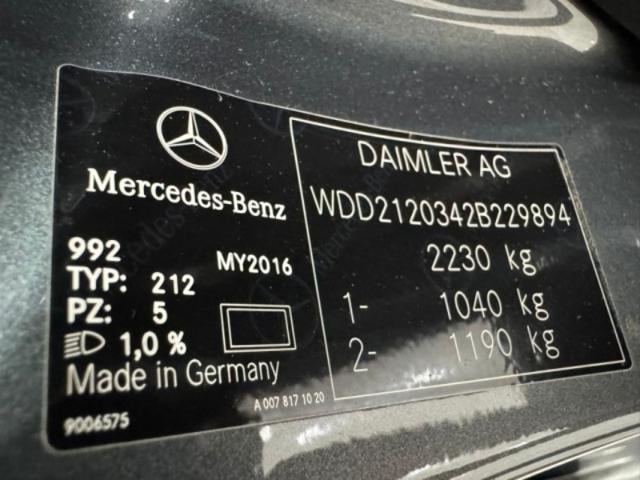 Mercedes-Benz
992
MY2016
TYP: 212
PZ: 5
1,0 %
Made in Germany
A 007 817 10 20
9006575
DAIMLER AG
WDD2120342B229894
2230 kg
1- 1040 kg
2- 1190 kg